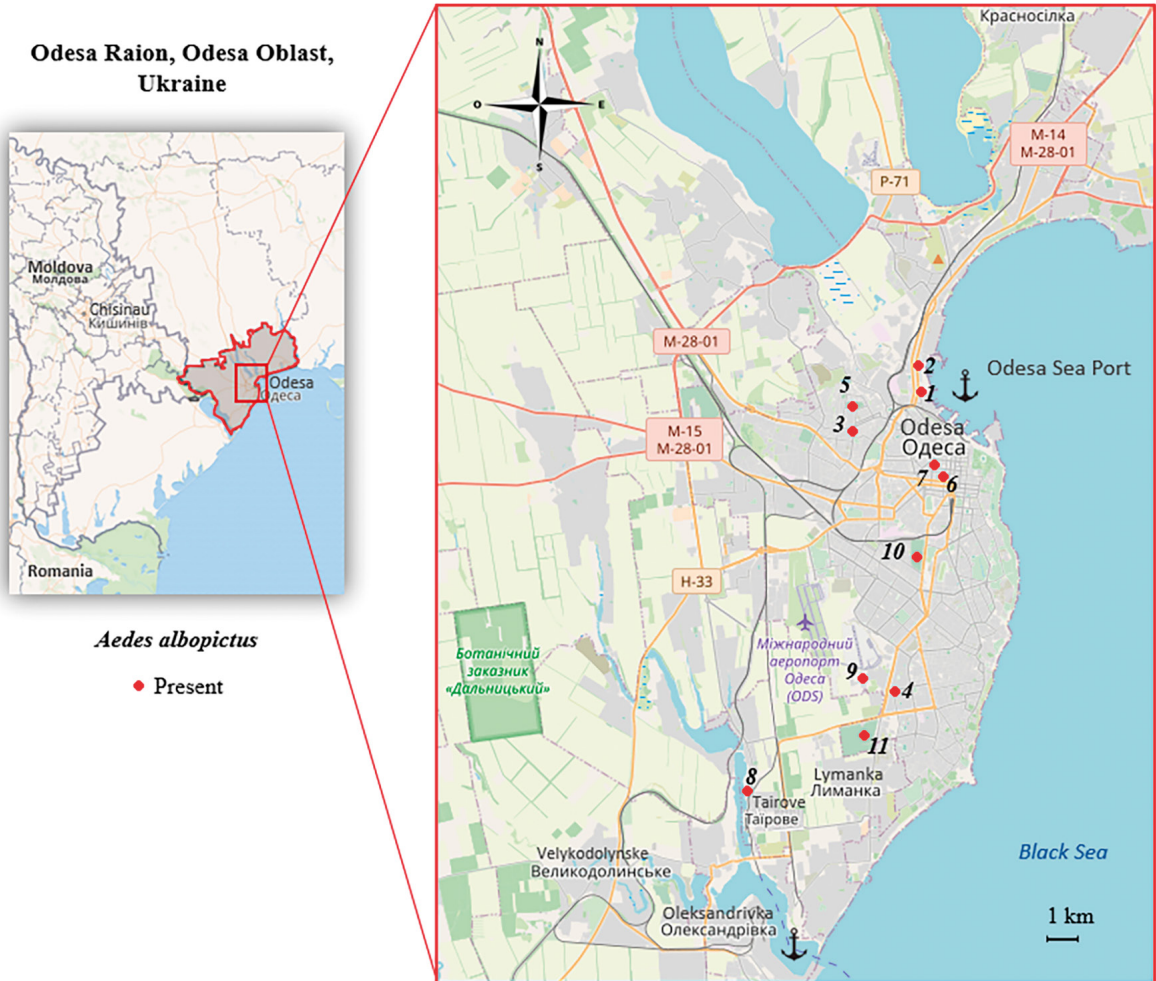 Odesa Raion, Odesa Oblast,
Ukraine
Moldova
Молдова
Chisinau
Кишинів
Odesa
Одеса
Romania
Aedes albopictus
Present
N
O
E
S
Красносілка
M-14
M-28-01
P-71
M-28-01
2
1
Odesa Sea Port
5
3
M-15
M-28-01
Odesa
Одеса
7
6
10
H-33
Ботанічний
заказник
«Дальницький»
Міжнародний
аеропорт
Одеса
(ODS)
9
4
11
8
Lymanka
Лиманка
Tairove
Таїрове
Velykodolynske
Великодолинське
Black Sea
Oleksandrivka
Олександрівка
1 km